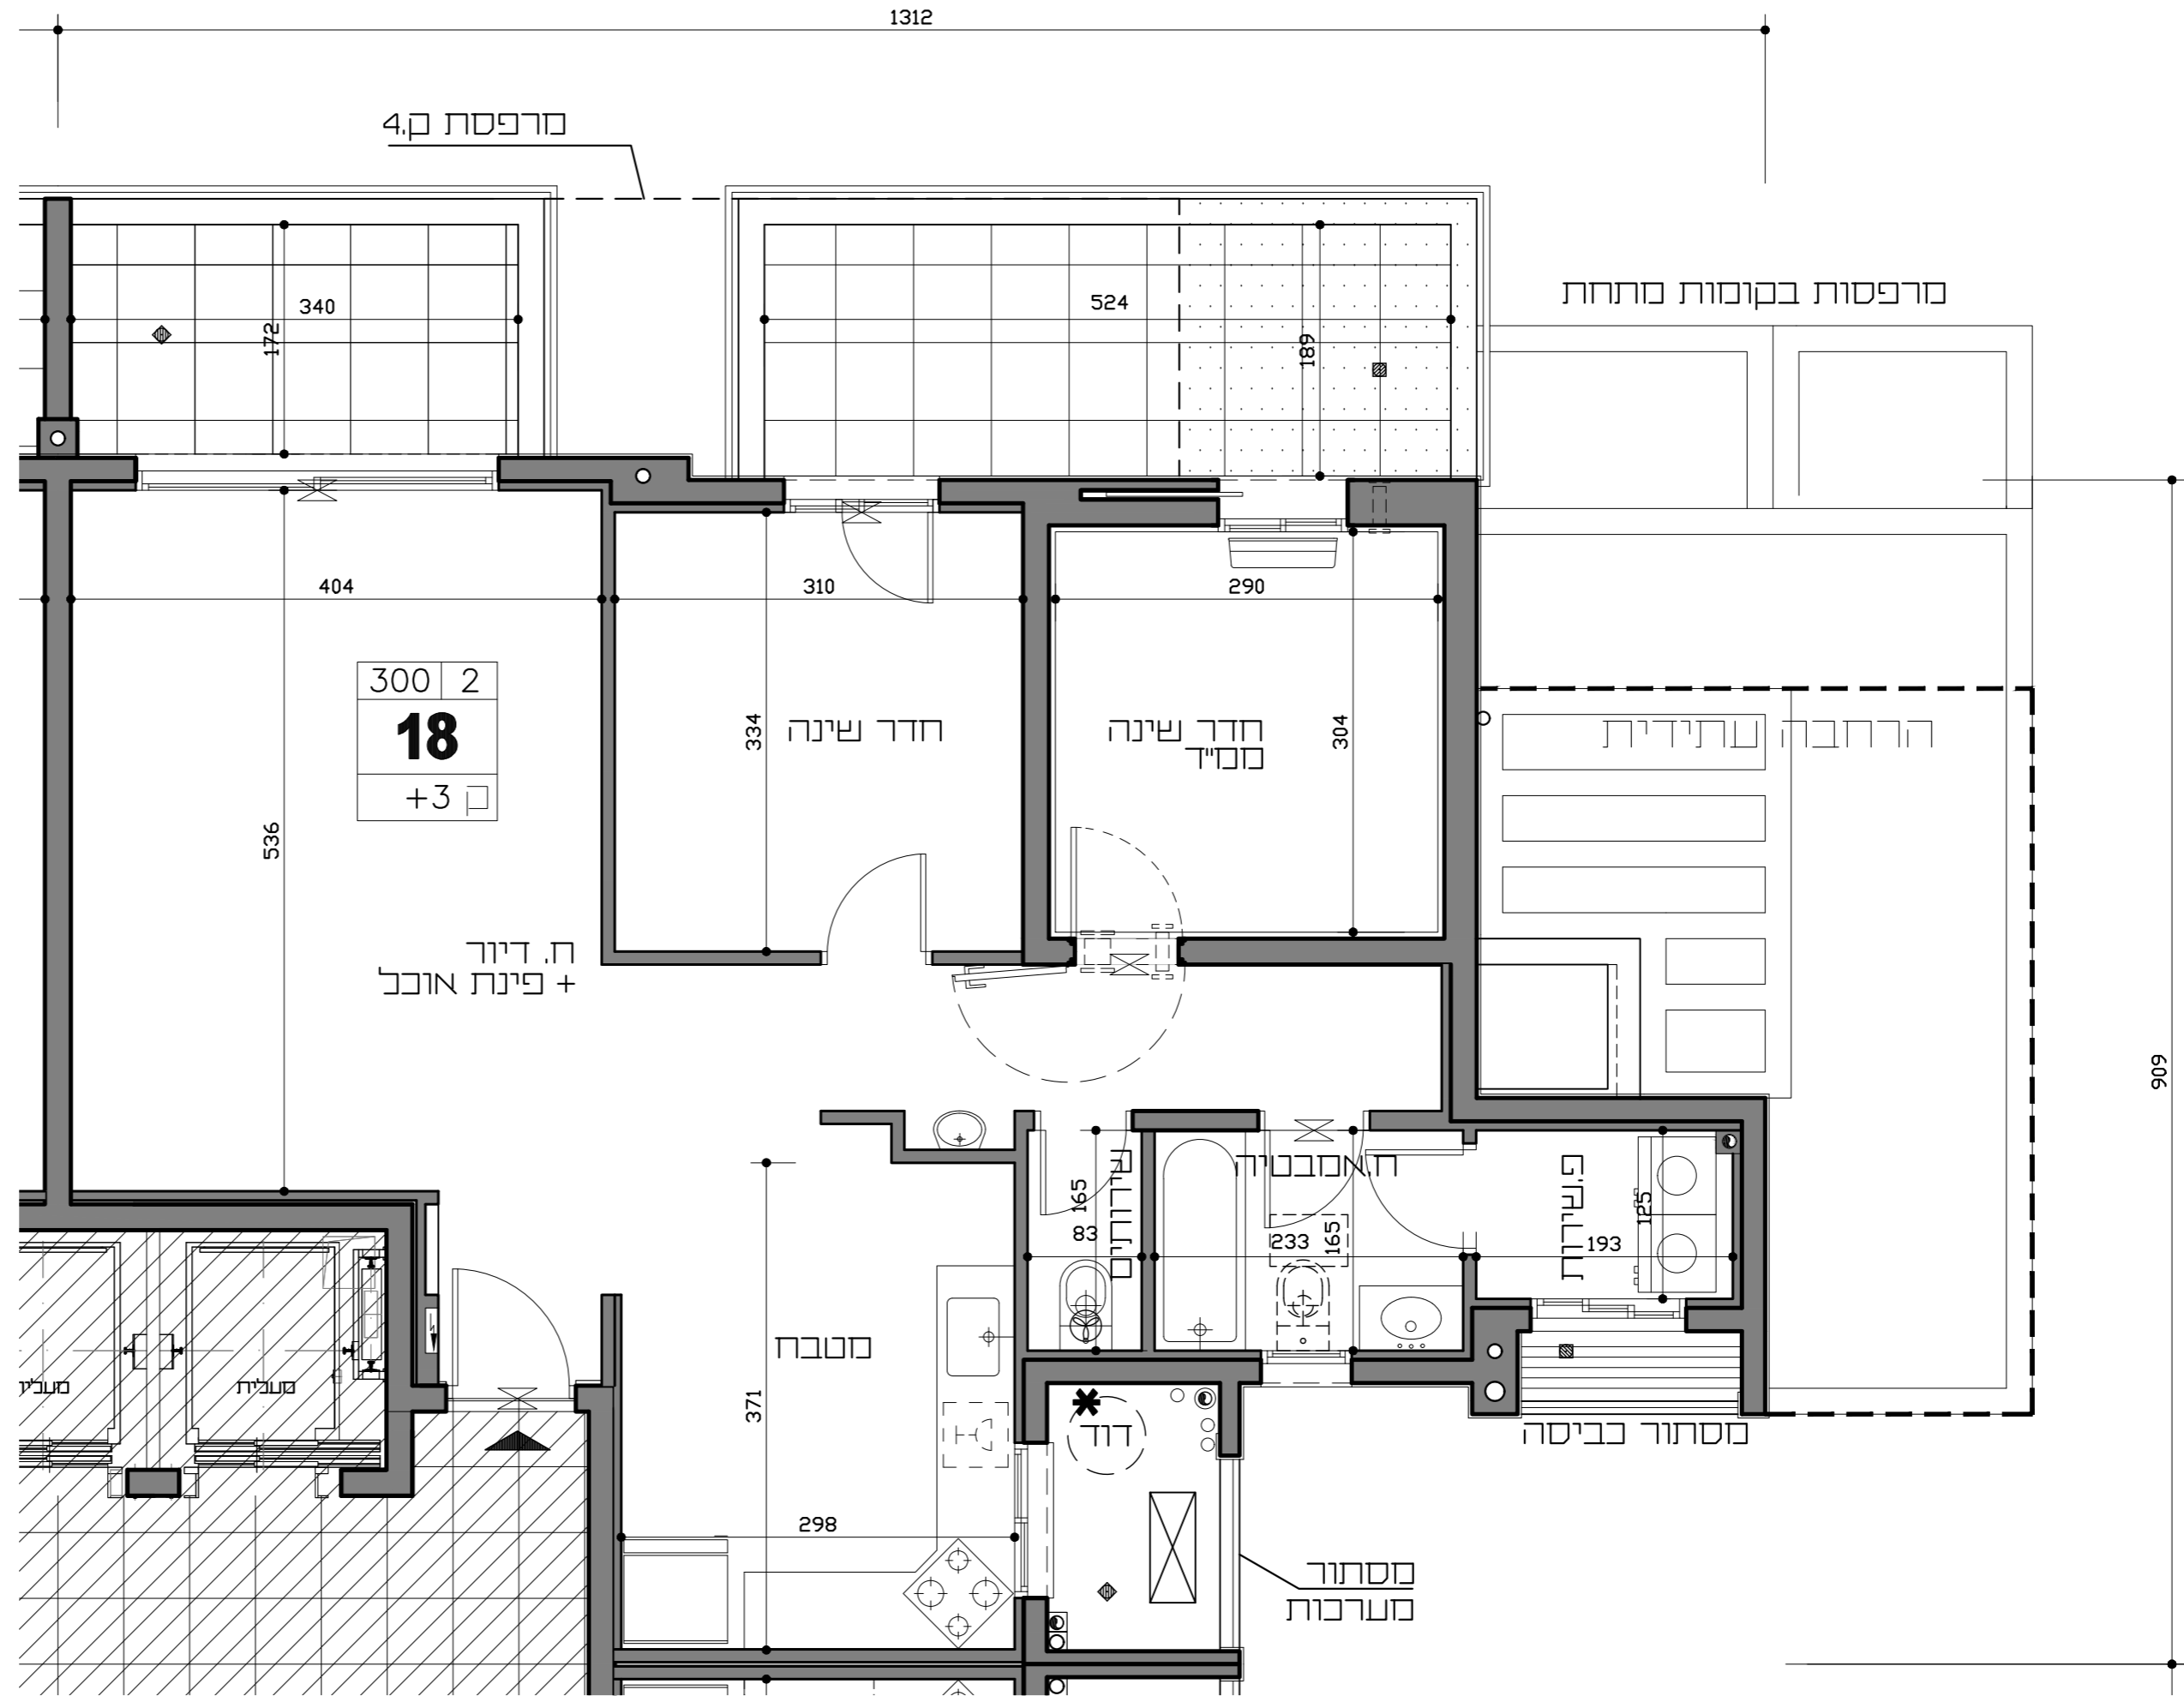 1312
מרפסת ק.4
מרפסות בקומות מתחת
340
172
524
189
404
310
290
300 2
18
ק 3+
334
חדר שינה
חדר שינה
ממ"ד
304
הרחבה עתידית
536
ח. דיור
+ פינת אוכל
909
ח.אמבטיה
שירותים
פ.שירות
165
83
233
165
193
125
מטבח
מעלית
מעלית
371
דוד
מסתור כביסה
298
מסתור
מערכות